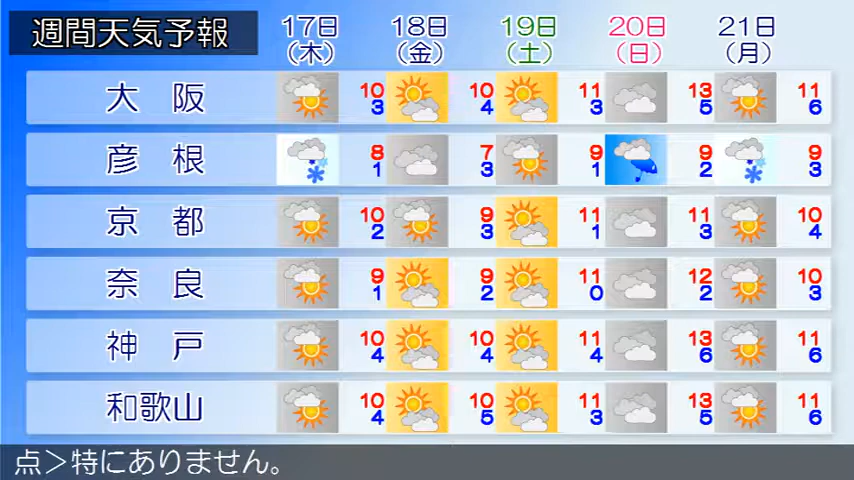 週間天気予報 17日 18日 19日 20日 21日
(木) (金) (土) (日) (月)
大阪 10 3 10 4 11 3 13 5 11 6
彦根 8 1 7 3 9 1 9 2 9 3
京都 10 2 9 3 11 1 11 3 10 4
奈良 9 1 9 2 11 0 12 2 10 3
神戸 10 4 10 4 11 4 13 6 11 6
和歌山 10 4 10 5 11 3 13 5 11 6
点>特にありません。